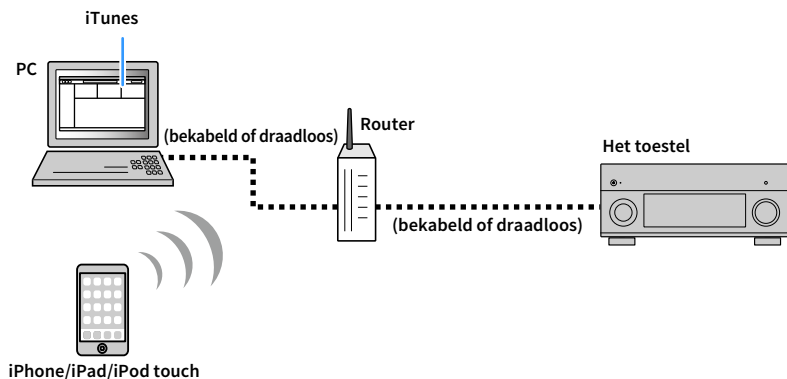 iTunes
PC
(bekabeld of draadloos)
Router
Het toestel
(bekabeld of draadloos)
iPhone/iPad/iPod touch